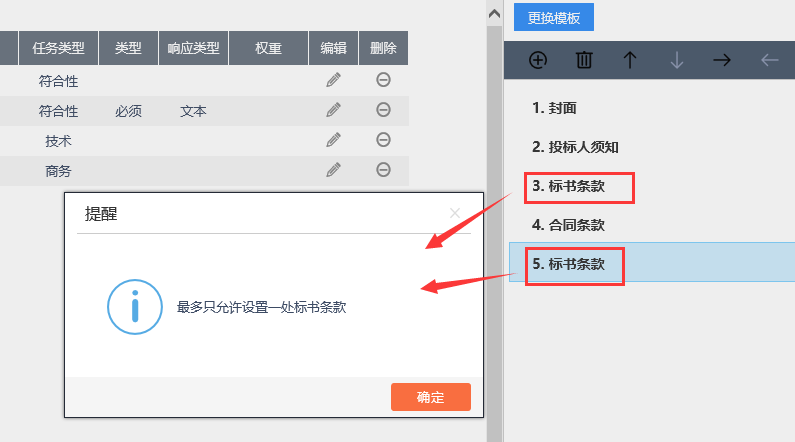 更换模板
任务类型 类型 响应类型 权重 编辑 删除
符合性
符合性 必须 文本
技术
商务
1. 封面
2. 投标人须知
3. 标书条款
4. 合同条款
5. 标书条款
提醒
最多只允许设置一处标书条款
确定